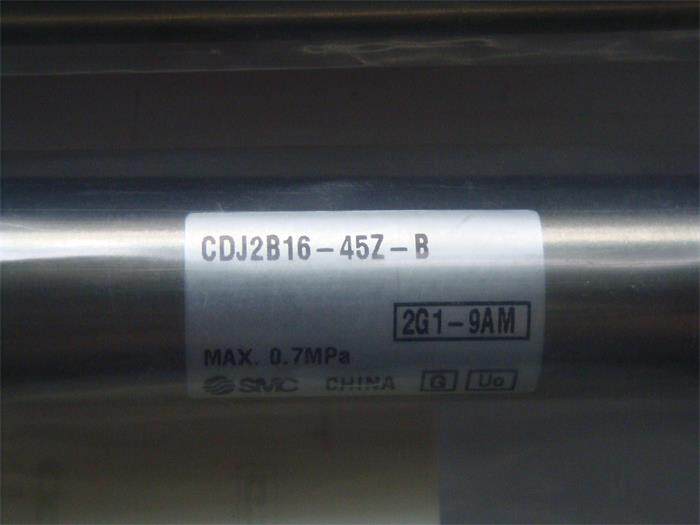 CDJ2B16-45Z-B
2G1-9AM
MAX. 0.7MPa
SMC CHINA G Uo